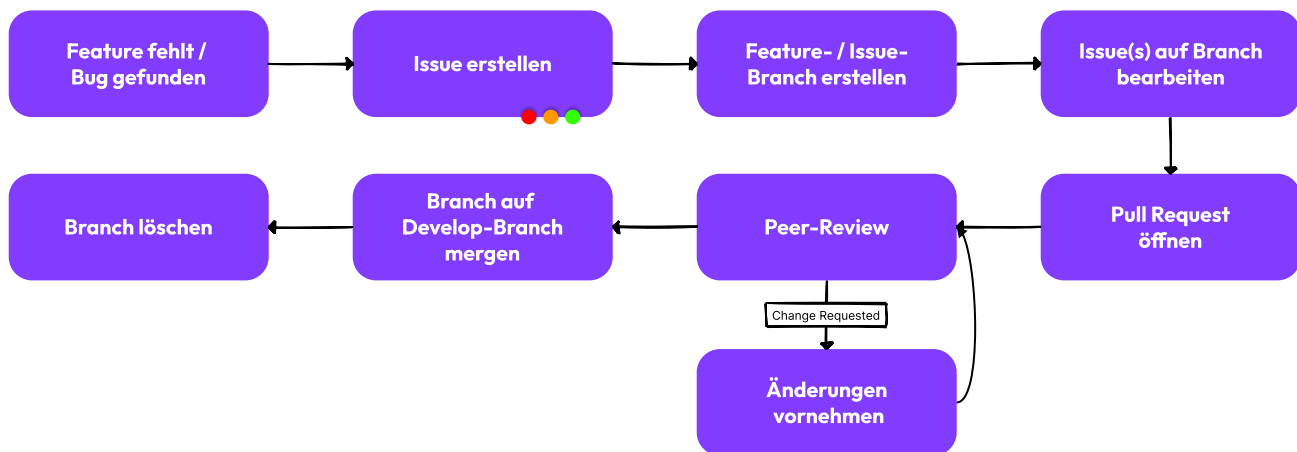 Feature fehlt /
Bug gefunden
Issue erstellen
Feature- / Issue-
Branch erstellen
Issue(s) auf Branch
bearbeiten
Branch löschen
Branch auf
Develop-Branch
mergen
Peer-Review
Pull Request
öffnen
Change Requested
Änderungen
vornehmen